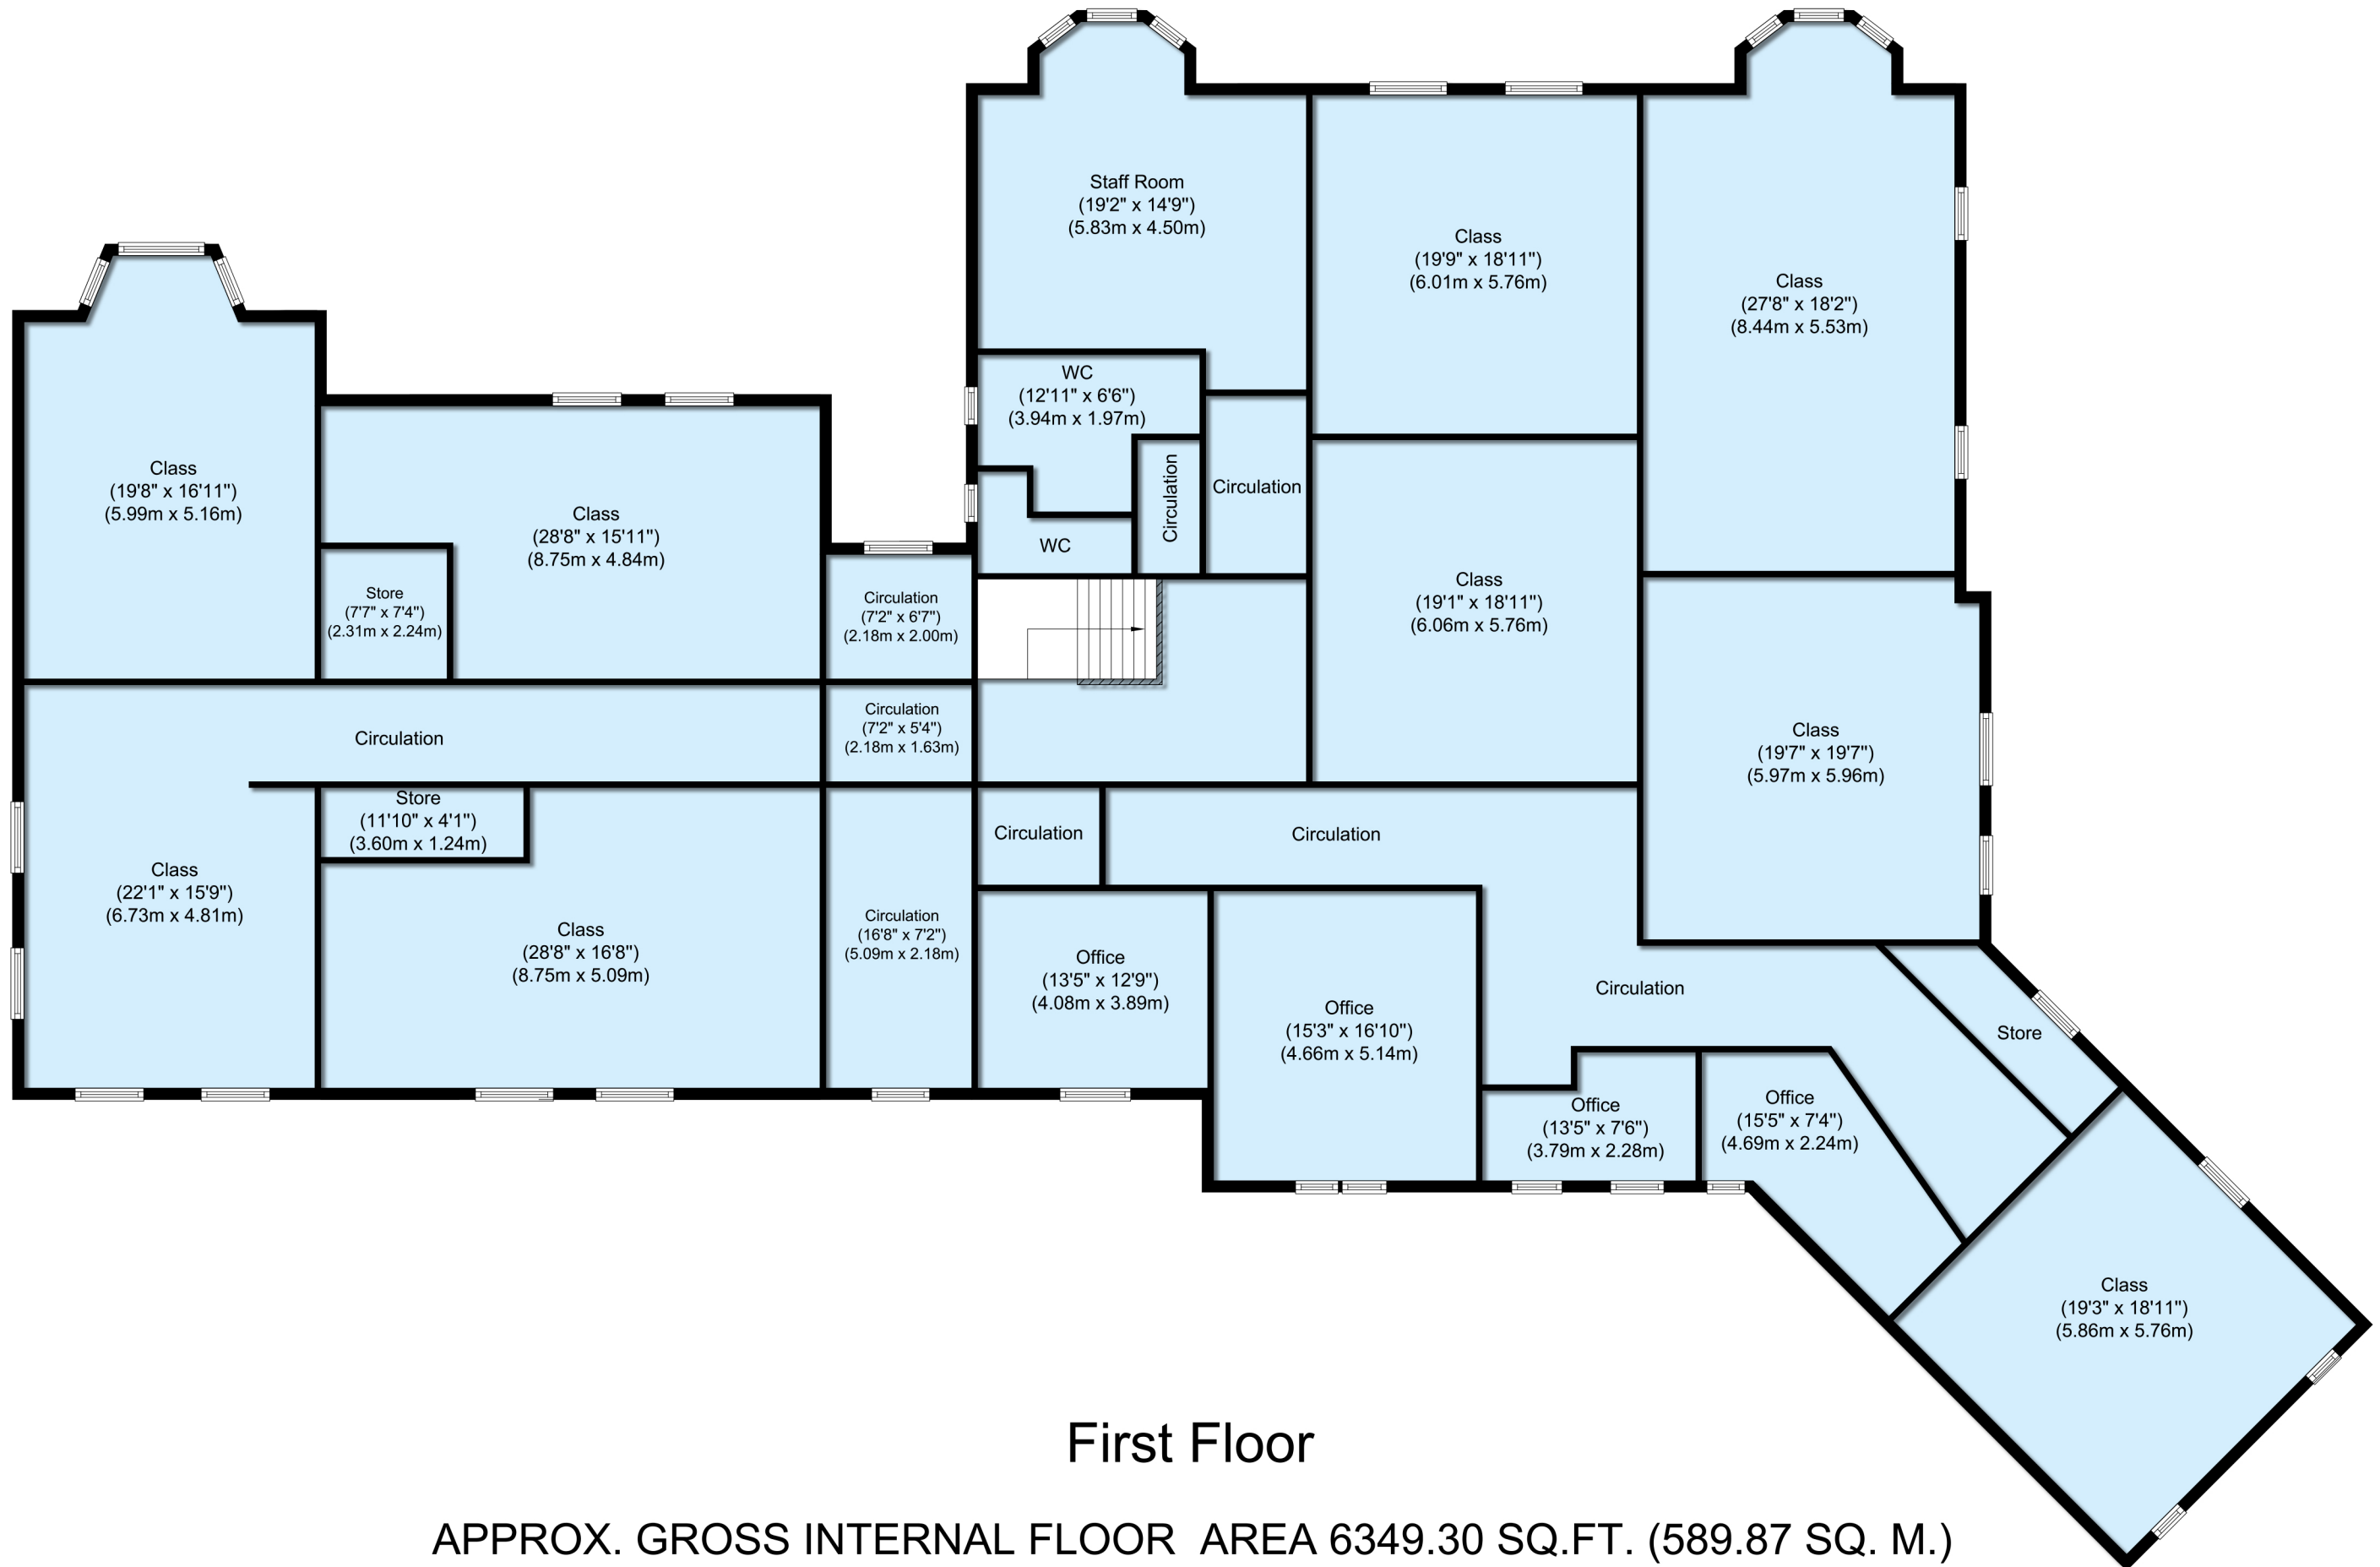 Staff Room
(19'2" x 14'9")
(5.83m x 4.50m)
Class
(19'9" x 18'11")
(6.01m x 5.76m)
Class
(27'8" x 18'2")
(8.44m x 5.53m)
WC
(12'11" x 6'6")
(3.94m x 1.97m)
Circulation
Circulation
WC
Class
(19'8" x 16'11")
(5.99m x 5.16m)
Class
(28'8" x 15'11")
(8.75m x 4.84m)
Store
(7'7" x 7'4")
(2.31m x 2.24m)
Circulation
(7'2" x 6'7")
(2.18m x 2.00m)
Class
(19'1" x 18'11")
(6.06m x 5.76m)
Circulation
Circulation
(7'2" x 5'4")
(2.18m x 1.63m)
Class
(19'7" x 19'7")
(5.97m x 5.96m)
Store
(11'10" x 4'1")
(3.60m x 1.24m)
Circulation
Circulation
Class
(22'1" x 15'9")
(6.73m x 4.81m)
Class
(28'8" x 16'8")
(8.75m x 5.09m)
Circulation
(16'8" x 7'2")
(5.09m x 2.18m)
Office
(13'5" x 12'9")
(4.08m x 3.89m)
Office
(15'3" x 16'10")
(4.66m x 5.14m)
Circulation
Store
Office
(13'5" x 7'6")
(3.79m x 2.28m)
Office
(15'5" x 7'4")
(4.69m x 2.24m)
Class
(19'3" x 18'11")
(5.86m x 5.76m)
First Floor
APPROX. GROSS INTERNAL FLOOR AREA 6349.30 SQ.FT. (589.87 SQ. M.)